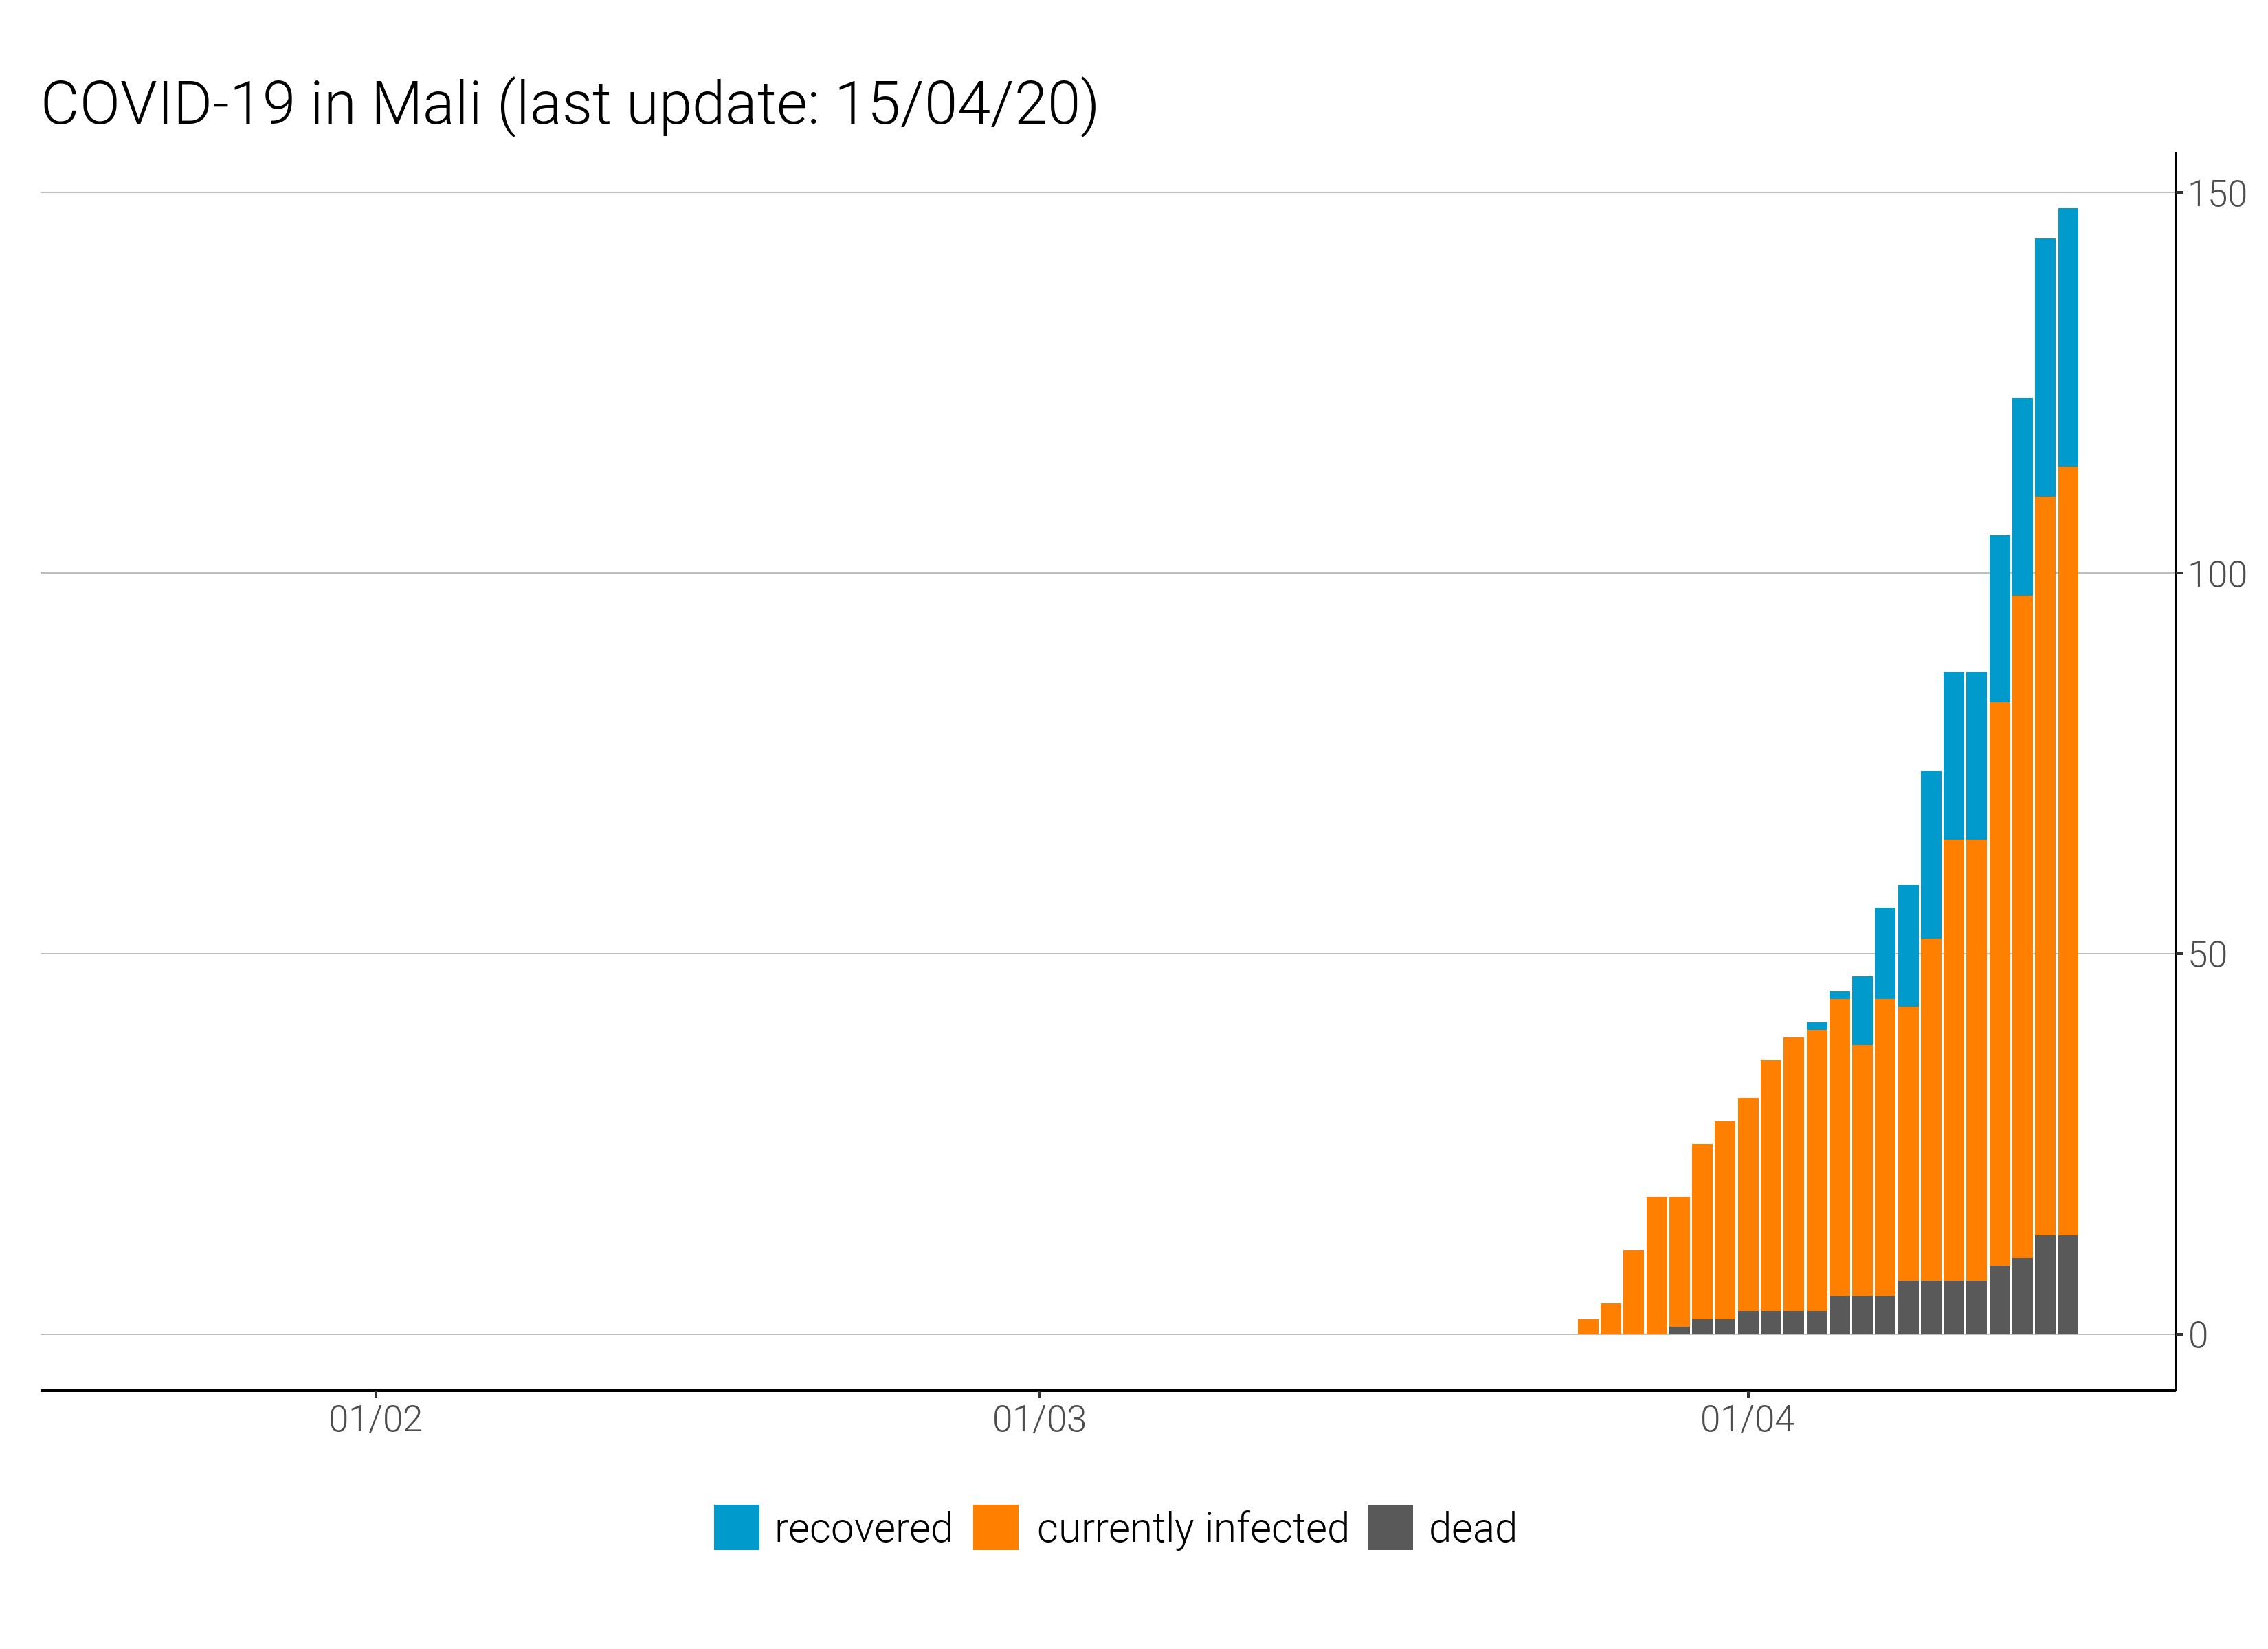 COVID-19 in Mali (last update: 15/04/20)
150
100
50
0
01/02 01/03 01/04
recovered currently infected dead